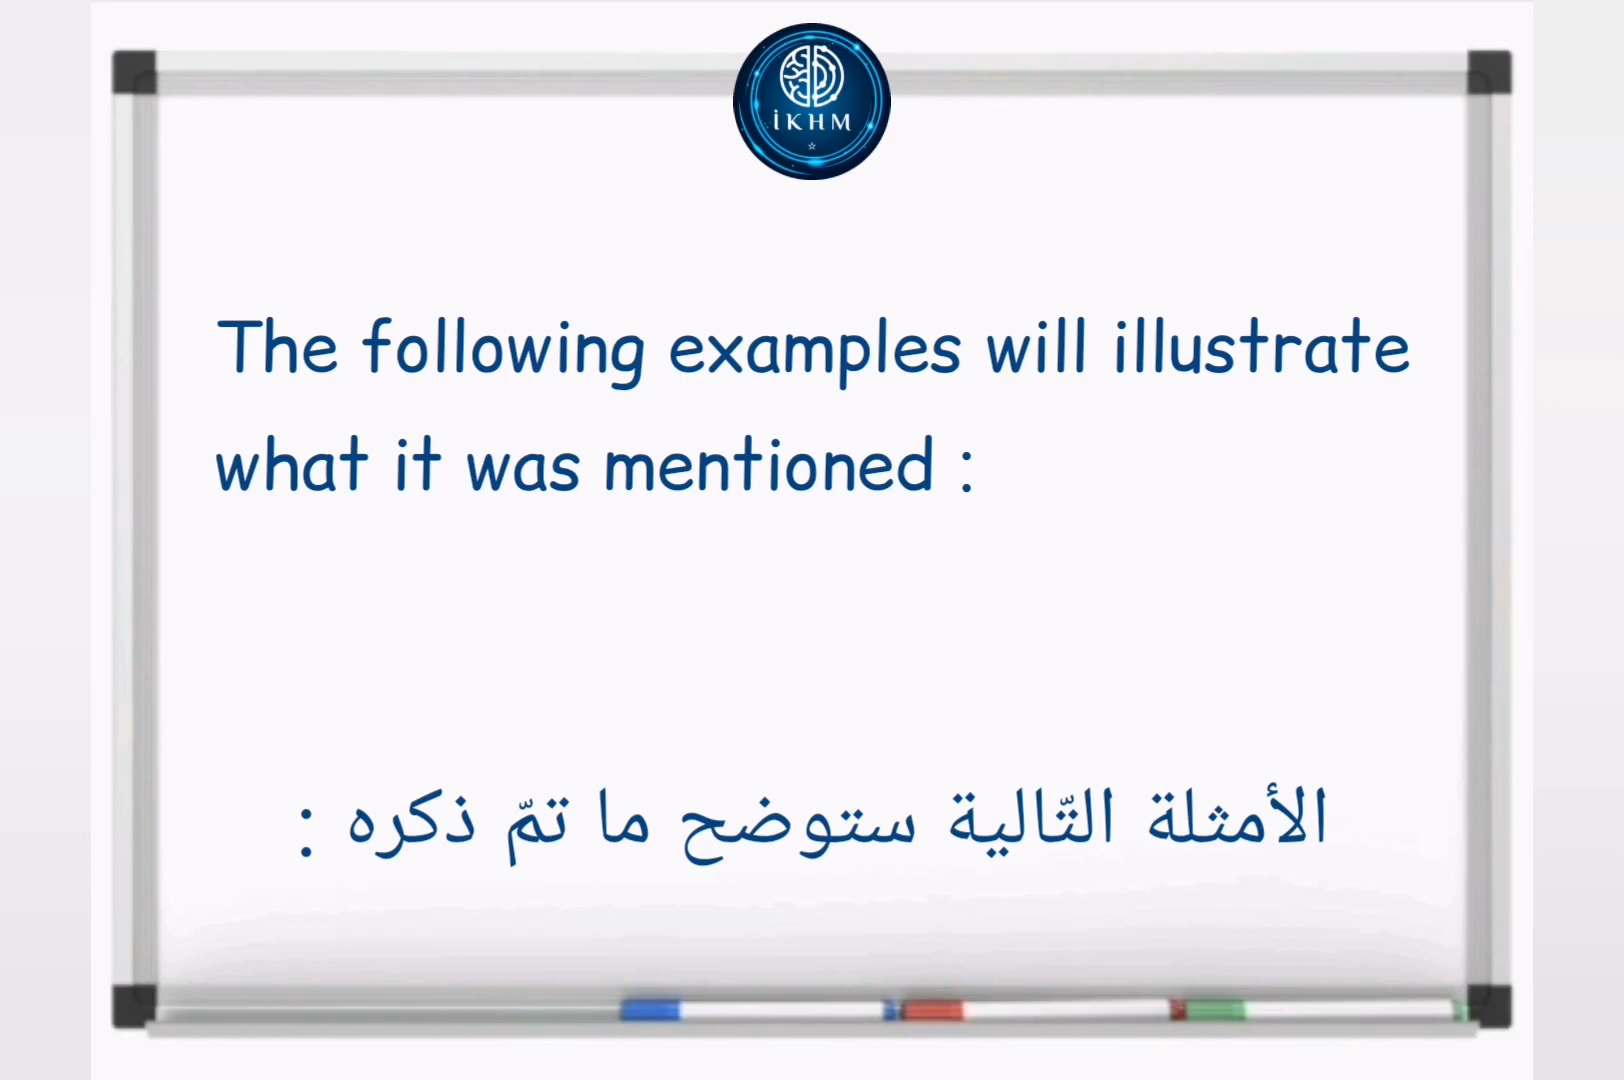 İKHM
The following examples will illustrate
what it was mentioned :
الأمثلة التّالية ستوضح ما تمّ ذكره :